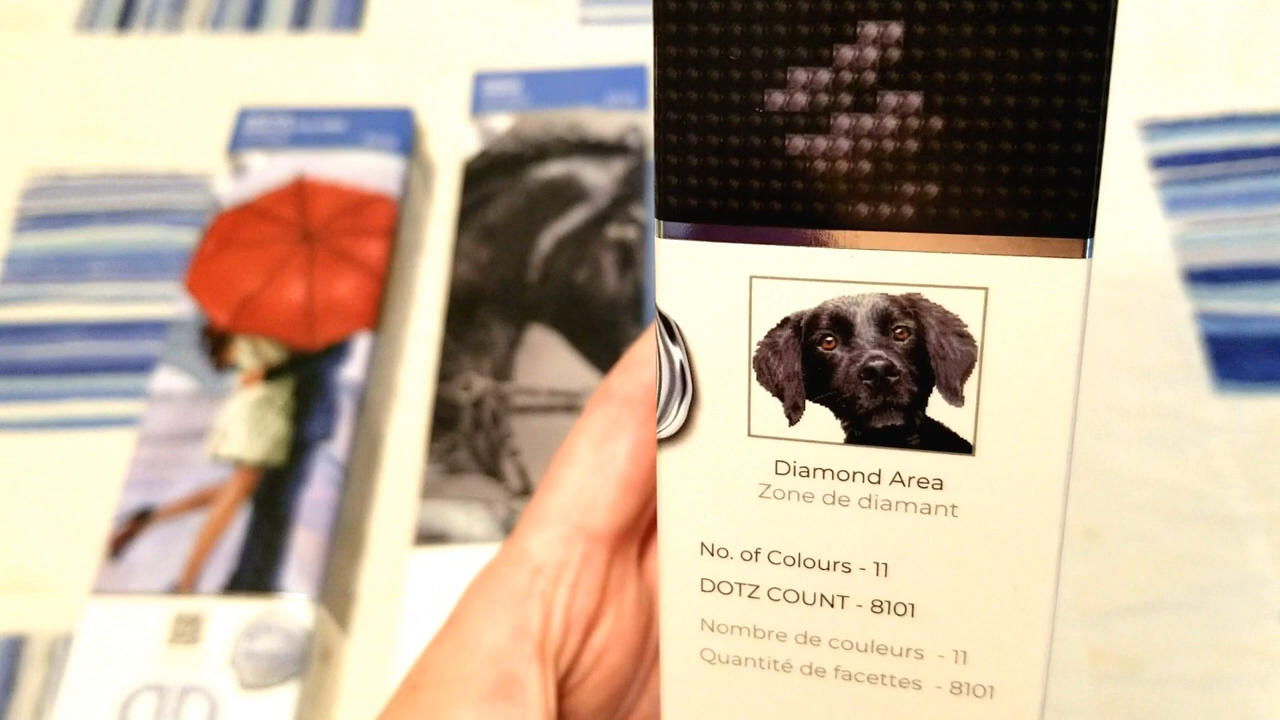 Diamond Area
Zone de diamant
No. of Colours - 11
DOTZ COUNT - 8101
Nombre de couleurs - 11
Quantité de facettes - 8101